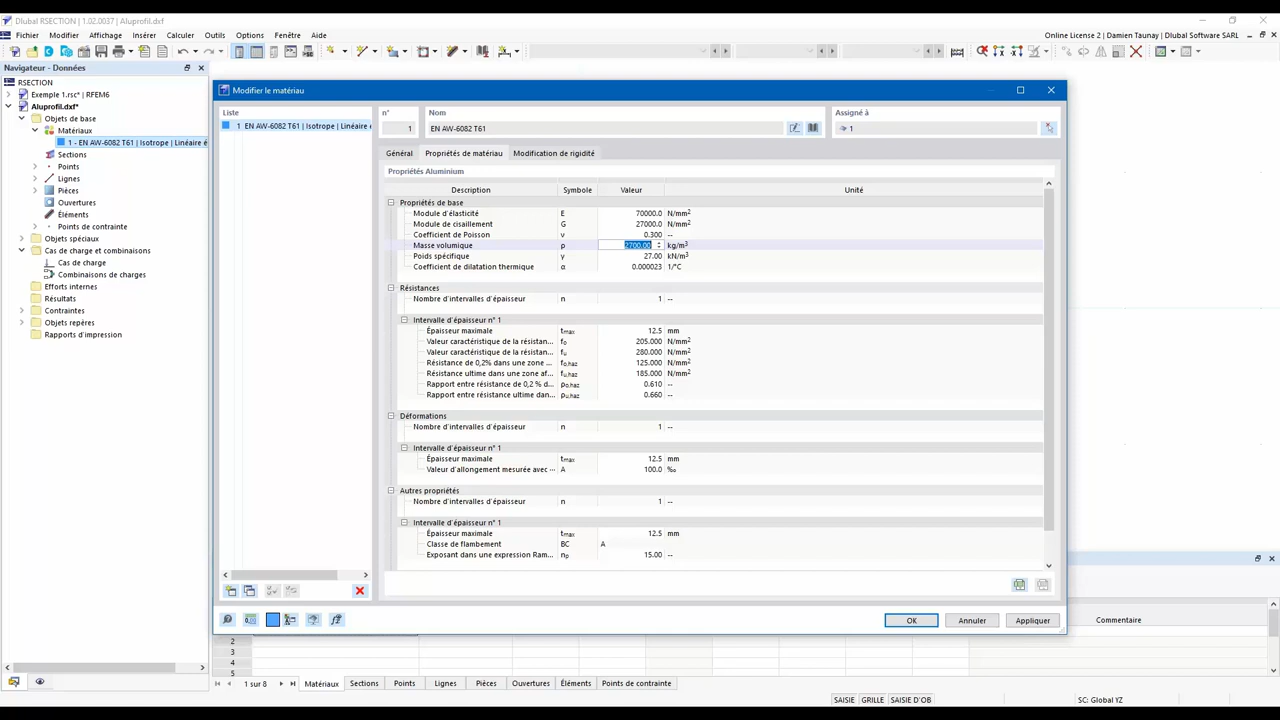 Dlubal RSECTION | 1.02.0037 | Aluprofil.dxf
Fichier Modifier Affichage Insérer Calculer Outils Options Fenêtre Aide
Online License 2 | Damien Taunay | Dlubal Software SARL
Navigateur - Données
RSECTION
Exemple 1.rsc* | RFEM6
Aluprofil.dxf*
Objets de base
Matériaux
1 - EN AW-6082 T61 | Isotrope | Linéaire é
Sections
Points
Lignes
Pièces
Ouvertures
Éléments
Points de contrainte
Objets spéciaux
Cas de charge et combinaisons
Cas de charge
Combinaisons de charges
Efforts internes
Résultats
Contraintes
Objets repères
Rapports d'impression
Modifier le matériau
Liste
1 EN AW-6082 T61 | Isotrope | Linéaire é
n°
1
Nom
EN AW-6082 T61
Assigné à
1
Général Propriétés de matériau Modification de rigidité
Propriétés Aluminium
Description Symbole Valeur Unité
Propriétés de base
Module d'élasticité E 70000.0 N/mm²
Module de cisaillement G 27000.0 N/mm²
Coefficient de Poisson ν 0.300 --
Masse volumique ρ 2700.00 kg/m³
Poids spécifique γ 27.00 kN/m³
Coefficient de dilatation thermique α 0.000023 1/°C
Résistances
Nombre d'intervalles d'épaisseur n 1 --
Intervalle d'épaisseur n° 1
Épaisseur maximale tmax 12.5 mm
Valeur caractéristique de la résistan... fo 205.000 N/mm²
Valeur caractéristique de la résistan... fu 280.000 N/mm²
Résistance de 0,2% dans une zone ... fo,haz 125.000 N/mm²
Résistance ultime dans une zone af... fu,haz 185.000 N/mm²
Rapport entre résistance de 0,2 % d... ρo,haz 0.610 --
Rapport entre résistance ultime dan... ρu,haz 0.660 --
Déformations
Nombre d'intervalles d'épaisseur n 1 --
Intervalle d'épaisseur n° 1
Épaisseur maximale tmax 12.5 mm
Valeur d'allongement mesurée avec ... A 100.0 ‰
Autres propriétés
Nombre d'intervalles d'épaisseur n 1 --
Intervalle d'épaisseur n° 1
Épaisseur maximale tmax 12.5 mm
Classe de flambement BC A
Exposant dans une expression Ram... np 15.00 --
OK Annuler Appliquer
Commentaire
2
3
4
5
1 sur 8 Matériaux Sections Points Lignes Pièces Ouvertures Éléments Points de contrainte
SAISIE GRILLE SAISIE D'OB SC: Global YZ